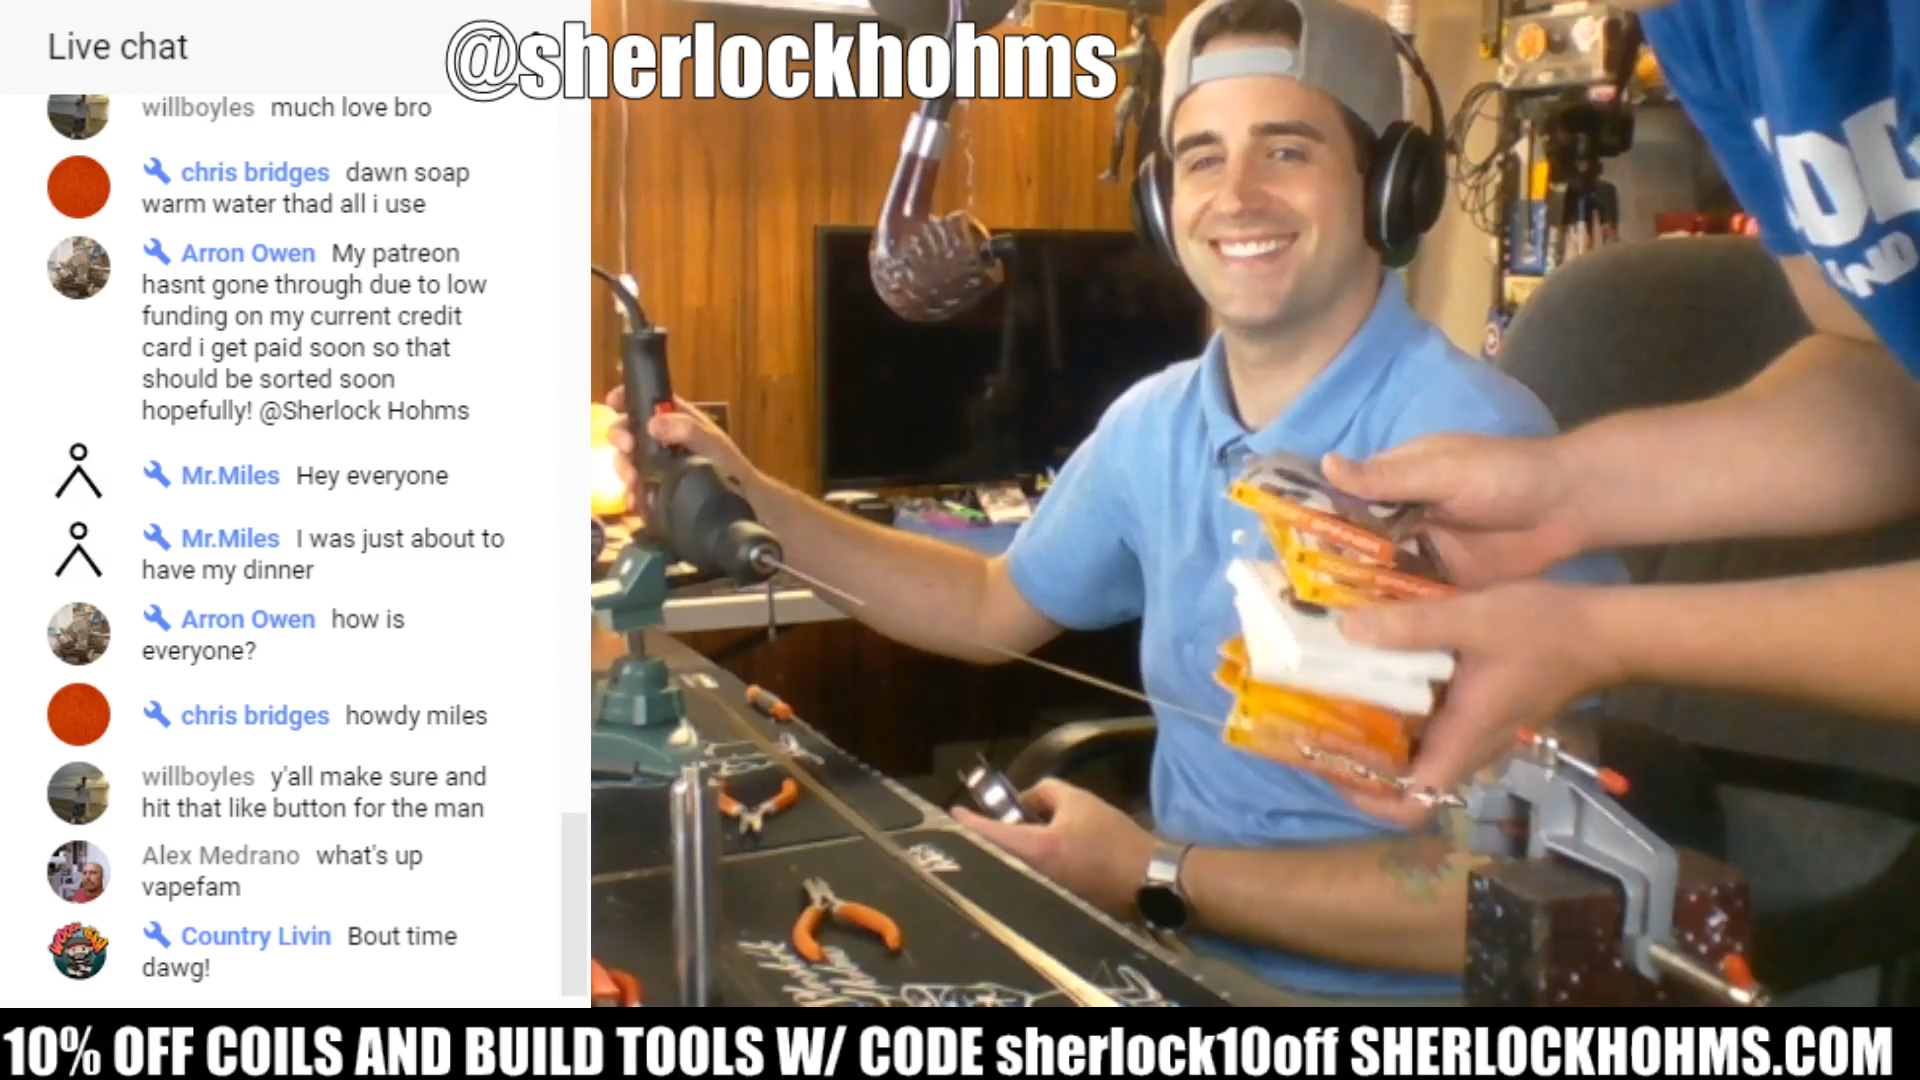 Live chat
@sherlockhohms
willboyles much love bro
chris bridges dawn soap
warm water thad all i use
Arron Owen My patreon
hasnt gone through due to low
funding on my current credit
card i get paid soon so that
should be sorted soon
hopefully! @Sherlock Hohms
Mr.Miles Hey everyone
Mr.Miles I was just about to
have my dinner
Arron Owen how is
everyone?
chris bridges howdy miles
willboyles y'all make sure and
hit that like button for the man
Alex Medrano what's up
vapefam
Country Livin Bout time
dawg!
10% OFF COILS AND BUILD TOOLS W/ CODE sherlock10off SHERLOCKHOHMS.COM